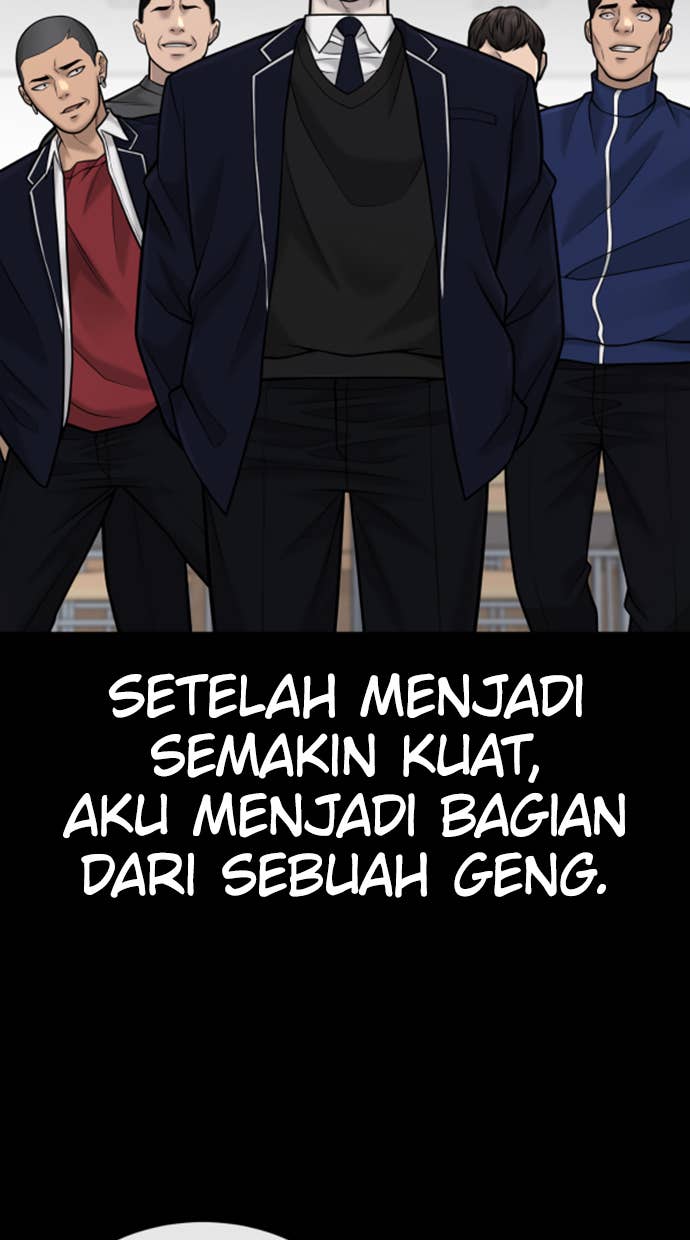 SETELAH MENJADI
SEMAKIN KUAT,
AKU MENJADI BAGIAN
DARI SEBUAH GENG.